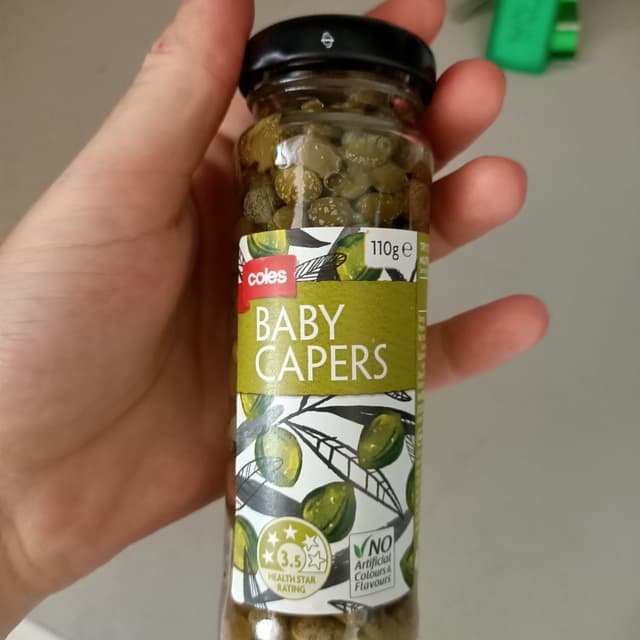 110g e
coles
BABY
CAPERS
3.5
HEALTH STAR
RATING
NO
Artificial
Colours &
Flavours